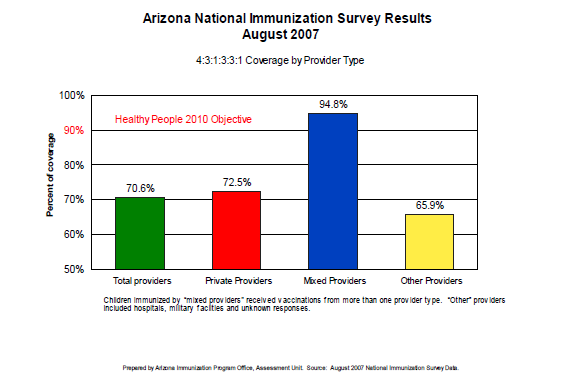 Arizona National Immunization Survey Results
August 2007
4:3:1:3:3:1 Coverage by Provider Type
Percent of coverage
100%
90%
80%
70%
60%
50%
Healthy People 2010 Objective
70.6%
72.5%
94.8%
65.9%
Total providers
Private Providers
Mixed Providers
Other Providers
Children immunized by "mixed providers" received vaccinations from more than one provider type. "Other" providers
included hospitals, military facilities and unknown responses.
Prepared by Arizona Immunization Program Office, Assessment Unit. Source: August 2007 National Immunization Survey Data.